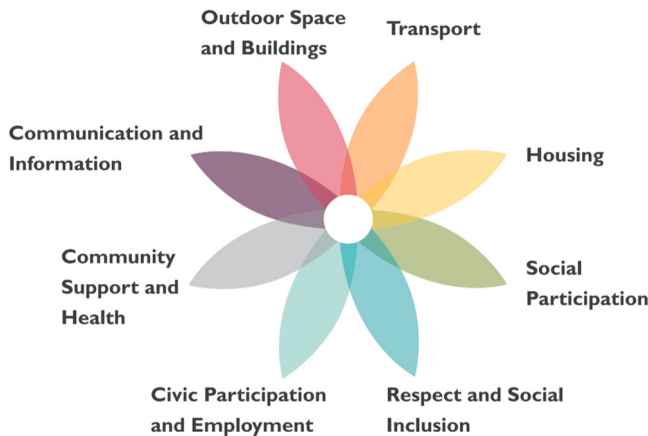 Outdoor Space
and Buildings
Transport
Communication and
Information
Housing
Community
Support and
Health
Social
Participation
Civic Participation
and Employment
Respect and Social
Inclusion